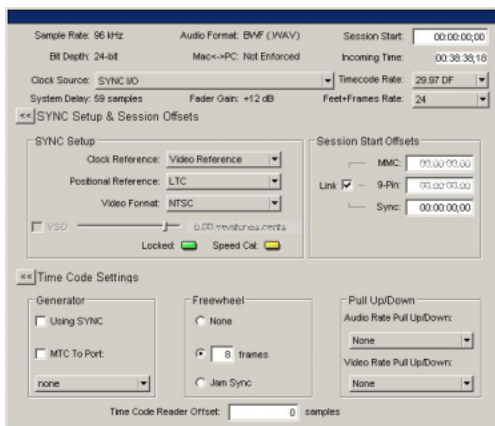 Sample Rate: 96 kHz Audio Format: BWF (.WAV) Session Start: 00:00:00;00
Bit Depth: 24-bit Mac<->PC: Not Enforced Incoming Time: 00:38:38;18
Clock Source: SYNC I/O Timecode Rate: 29.97 DF
System Delay: 59 samples Fader Gain: +12 dB Feet+Frames Rate: 24
<< SYNC Setup & Session Offsets
SYNC Setup Session Start Offsets
Clock Reference: Video Reference MMC: 00:00:00:00
Positional Reference: LTC Link 9-Pin: 00:00:00:00
Video Format: NTSC Sync: 00:00:00;00
VSO 0.00
Locked: Speed Cal:
<< Time Code Settings
Generator Freewheel Pull Up/Down
Using SYNC None Audio Rate Pull Up/Down:
None
MTC To Port: 8 frames Video Rate Pull Up/Down:
none Jam Sync None
Time Code Reader Offset: 0 samples